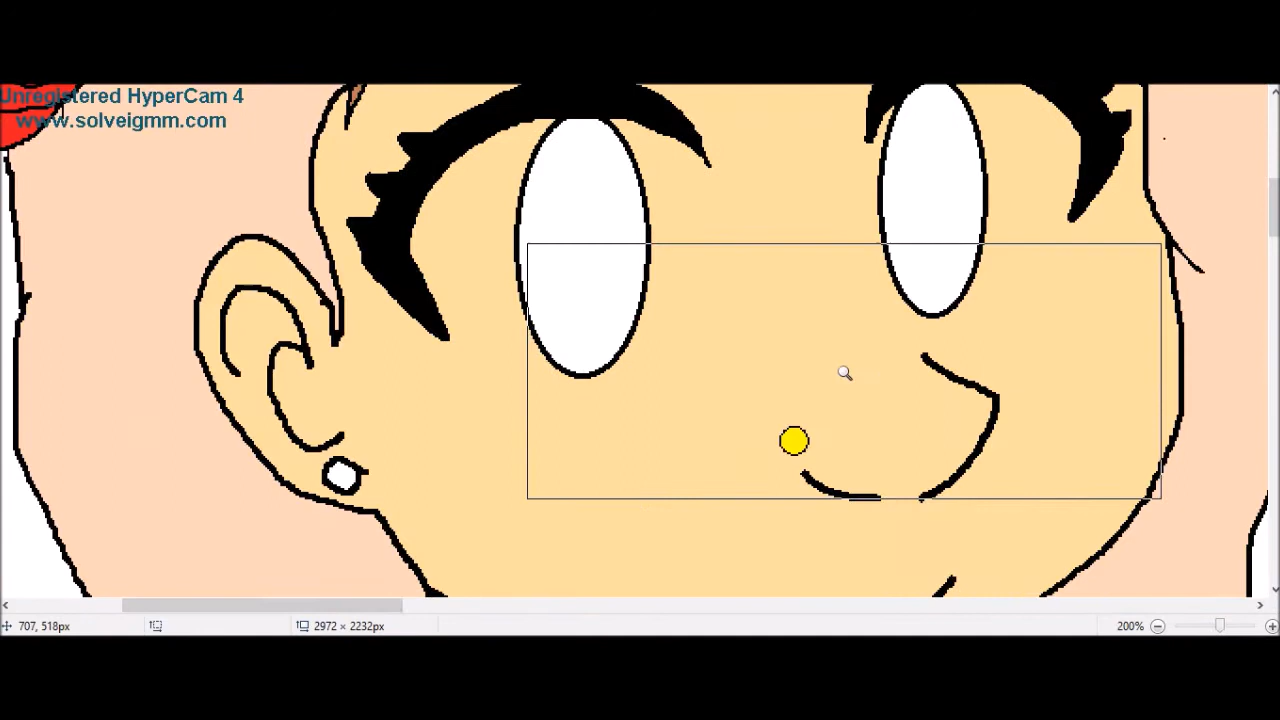 Unregistered HyperCam 4
www.solveigmm.com
707, 518px
2972 × 2232px
200%